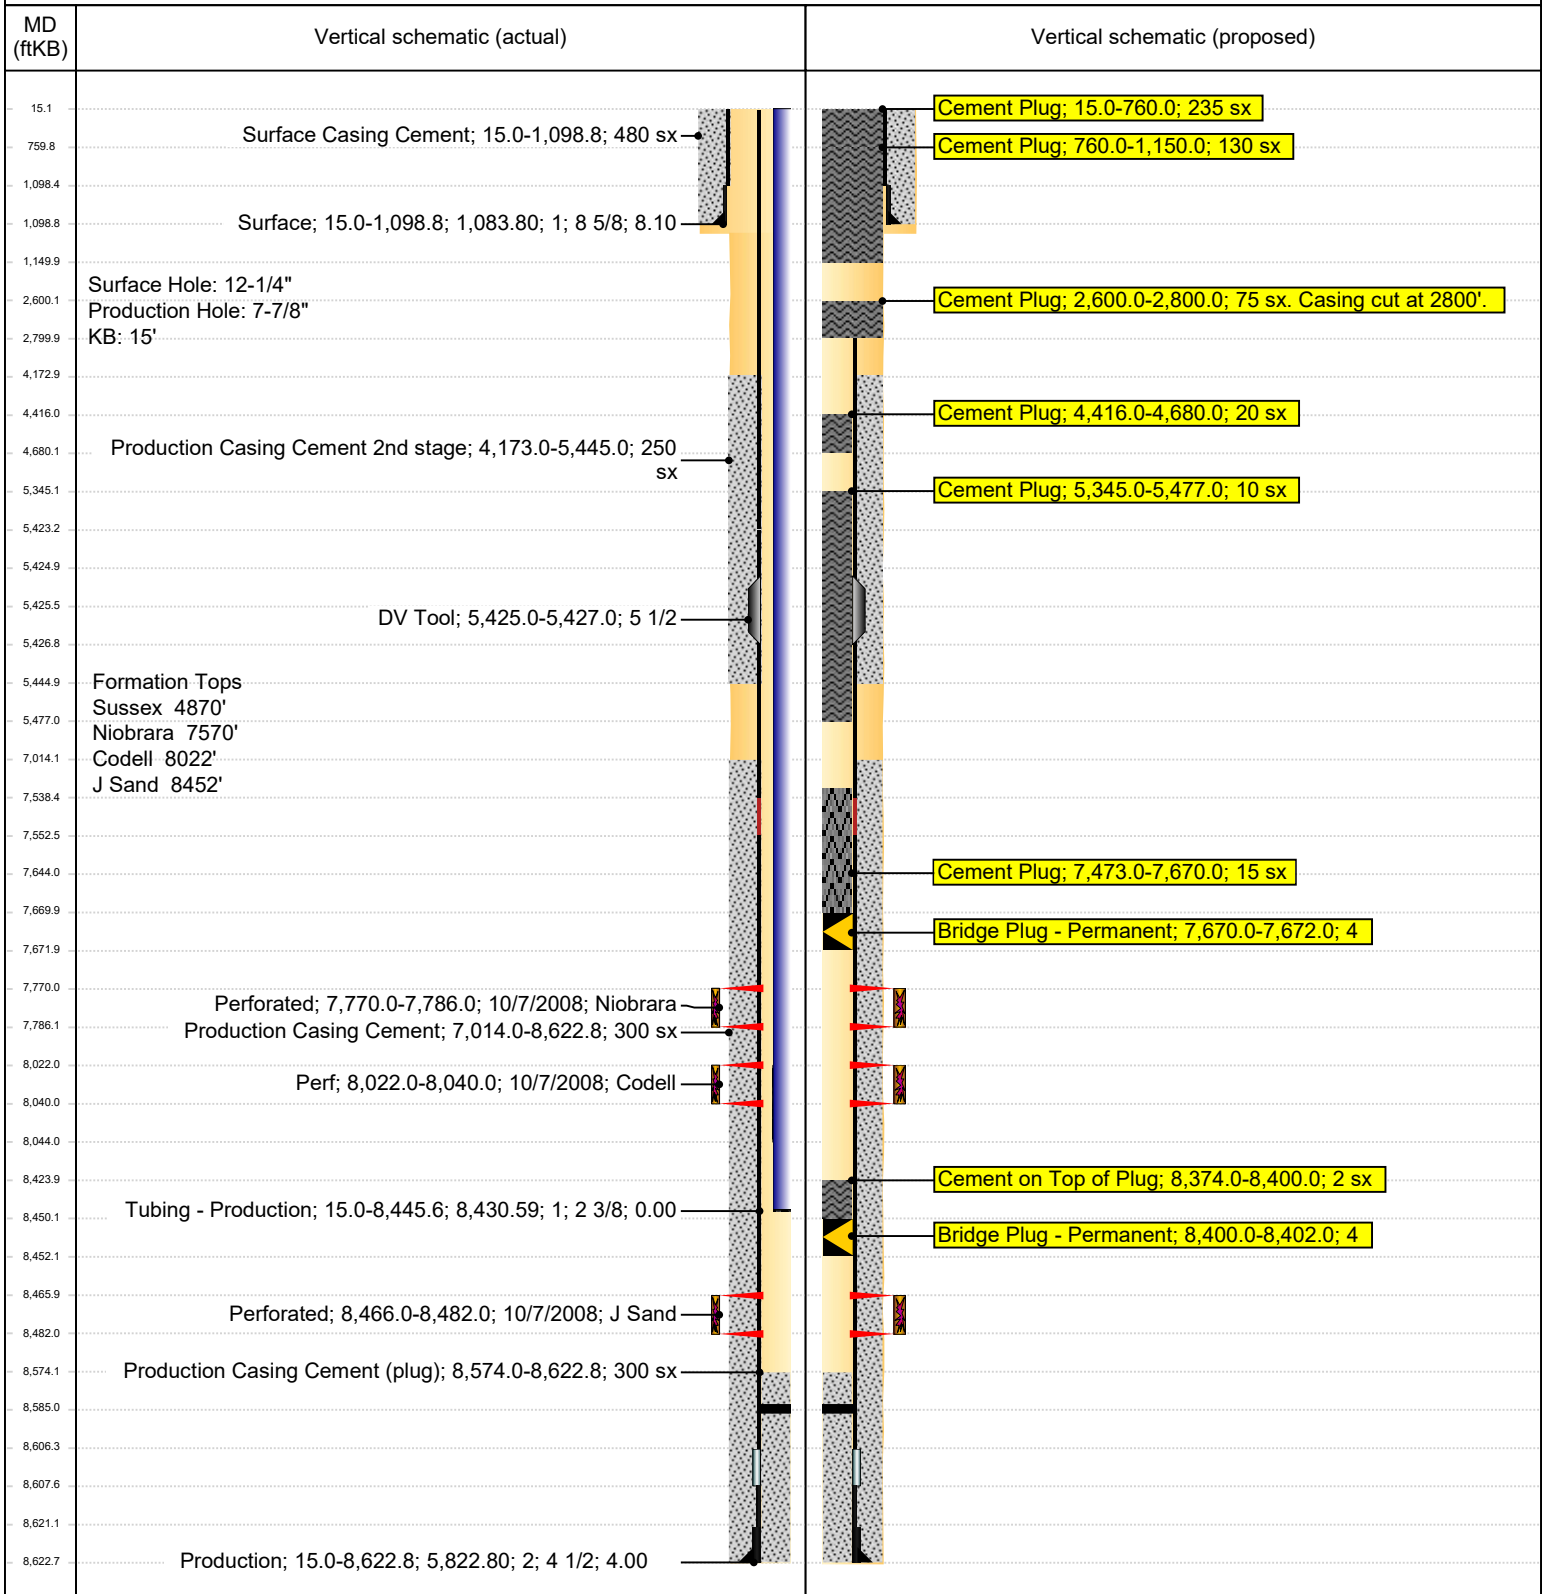 MD
(ftKB)
Vertical schematic (actual)
Vertical schematic (proposed)
15.1
759.8
1,098.4
1,098.8
1,149.9
2,600.1
2,799.9
4,172.9
4,416.0
4,680.1
5,345.1
5,423.2
5,424.9
5,425.5
5,426.8
5,444.9
5,477.0
7,014.1
7,538.4
7,552.5
7,644.0
7,669.9
7,671.9
7,770.0
7,786.1
8,022.0
8,040.0
8,044.0
8,423.9
8,450.1
8,452.1
8,465.9
8,482.0
8,574.1
8,585.0
8,606.3
8,607.6
8,621.1
8,622.7
Surface Casing Cement; 15.0-1,098.8; 480 sx
Surface; 15.0-1,098.8; 1,083.80; 1; 8 5/8; 8.10
Surface Hole: 12-1/4"
Production Hole: 7-7/8"
KB: 15'
Production Casing Cement 2nd stage; 4,173.0-5,445.0; 250
sx
DV Tool; 5,425.0-5,427.0; 5 1/2
Formation Tops
Sussex 4870'
Niobrara 7570'
Codell 8022'
J Sand 8452'
Perforated; 7,770.0-7,786.0; 10/7/2008; Niobrara
Production Casing Cement; 7,014.0-8,622.8; 300 sx
Perf; 8,022.0-8,040.0; 10/7/2008; Codell
Tubing - Production; 15.0-8,445.6; 8,430.59; 1; 2 3/8; 0.00
Perforated; 8,466.0-8,482.0; 10/7/2008; J Sand
Production Casing Cement (plug); 8,574.0-8,622.8; 300 sx
Production; 15.0-8,622.8; 5,822.80; 2; 4 1/2; 4.00
Cement Plug; 15.0-760.0; 235 sx
Cement Plug; 760.0-1,150.0; 130 sx
Cement Plug; 2,600.0-2,800.0; 75 sx. Casing cut at 2800'.
Cement Plug; 4,416.0-4,680.0; 20 sx
Cement Plug; 5,345.0-5,477.0; 10 sx
Cement Plug; 7,473.0-7,670.0; 15 sx
Bridge Plug - Permanent; 7,670.0-7,672.0; 4
Cement on Top of Plug; 8,374.0-8,400.0; 2 sx
Bridge Plug - Permanent; 8,400.0-8,402.0; 4